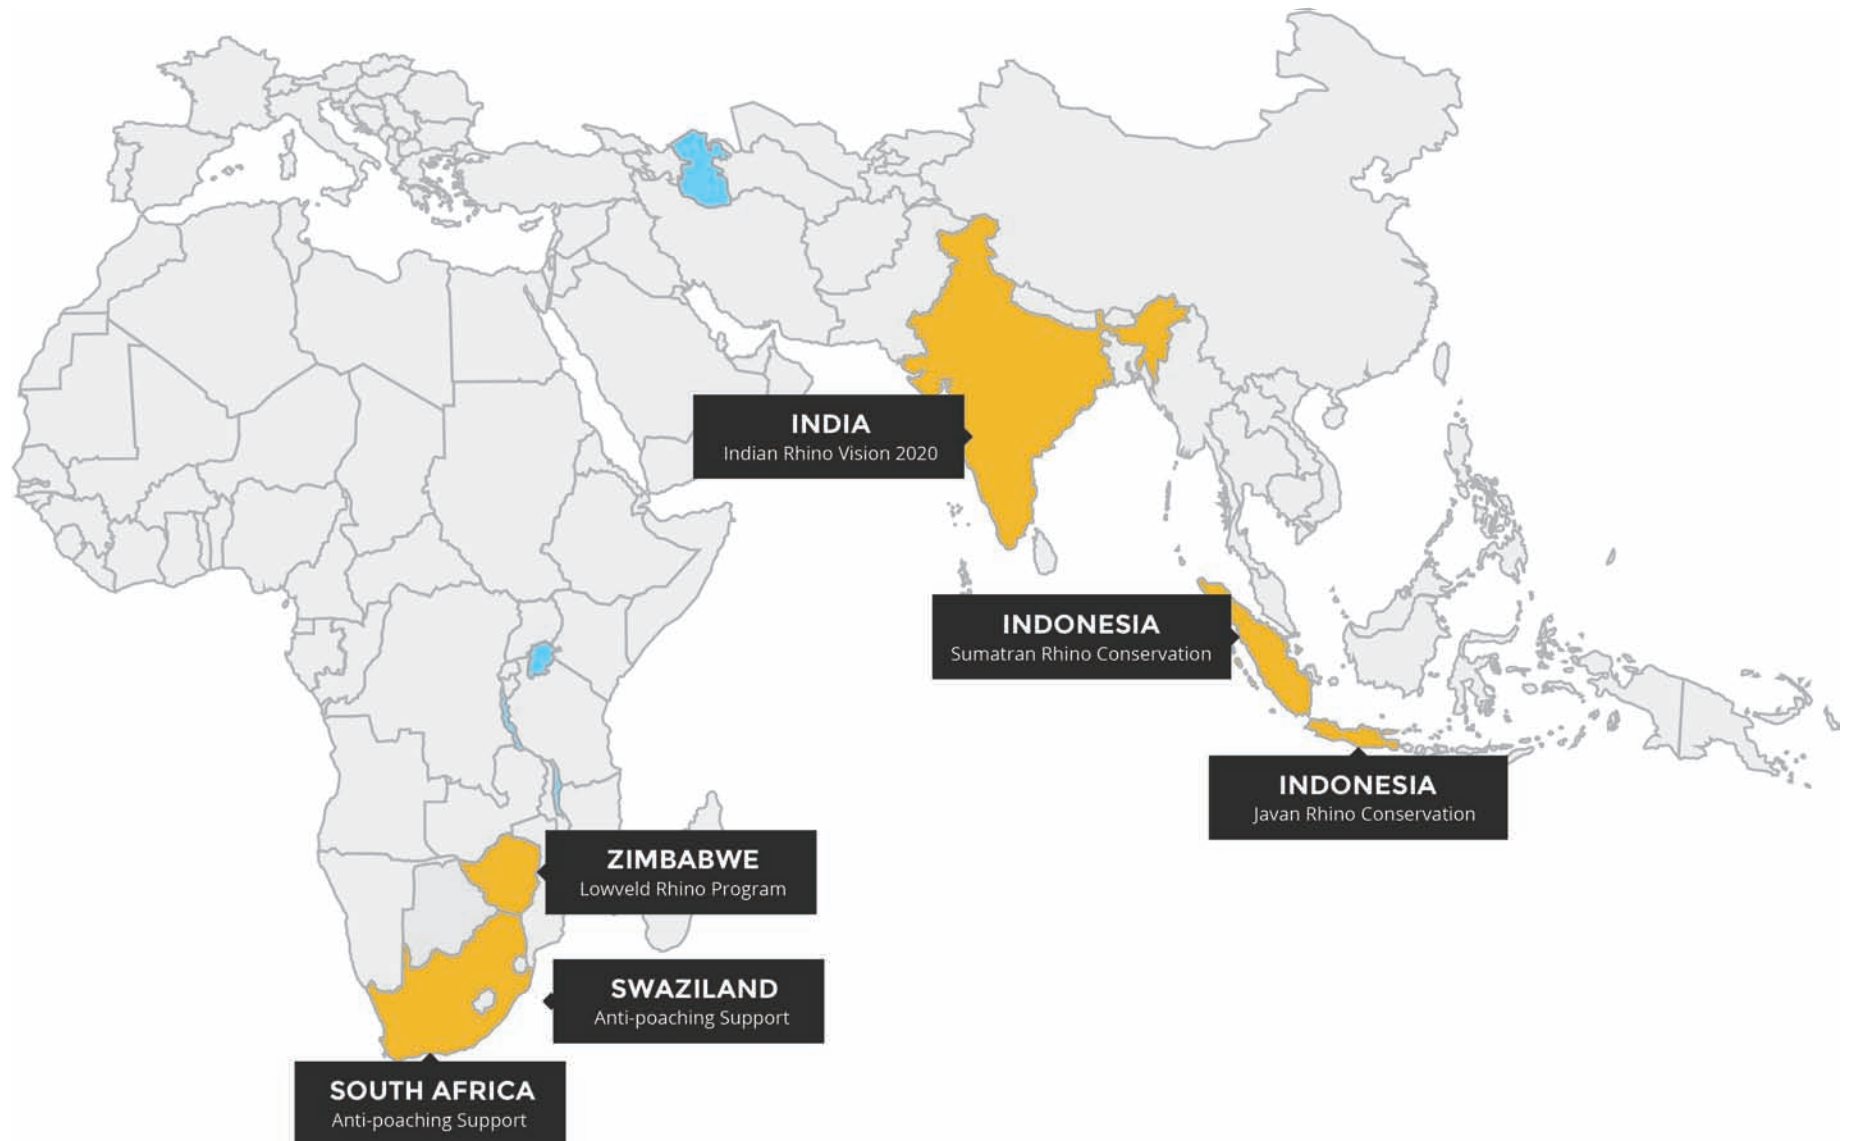 INDIA
Indian Rhino Vision 2020
INDONESIA
Sumatran Rhino Conservation
INDONESIA
Javan Rhino Conservation
ZIMBABWE
Lowveld Rhino Program
SWAZILAND
Anti-poaching Support
SOUTH AFRICA
Anti-poaching Support